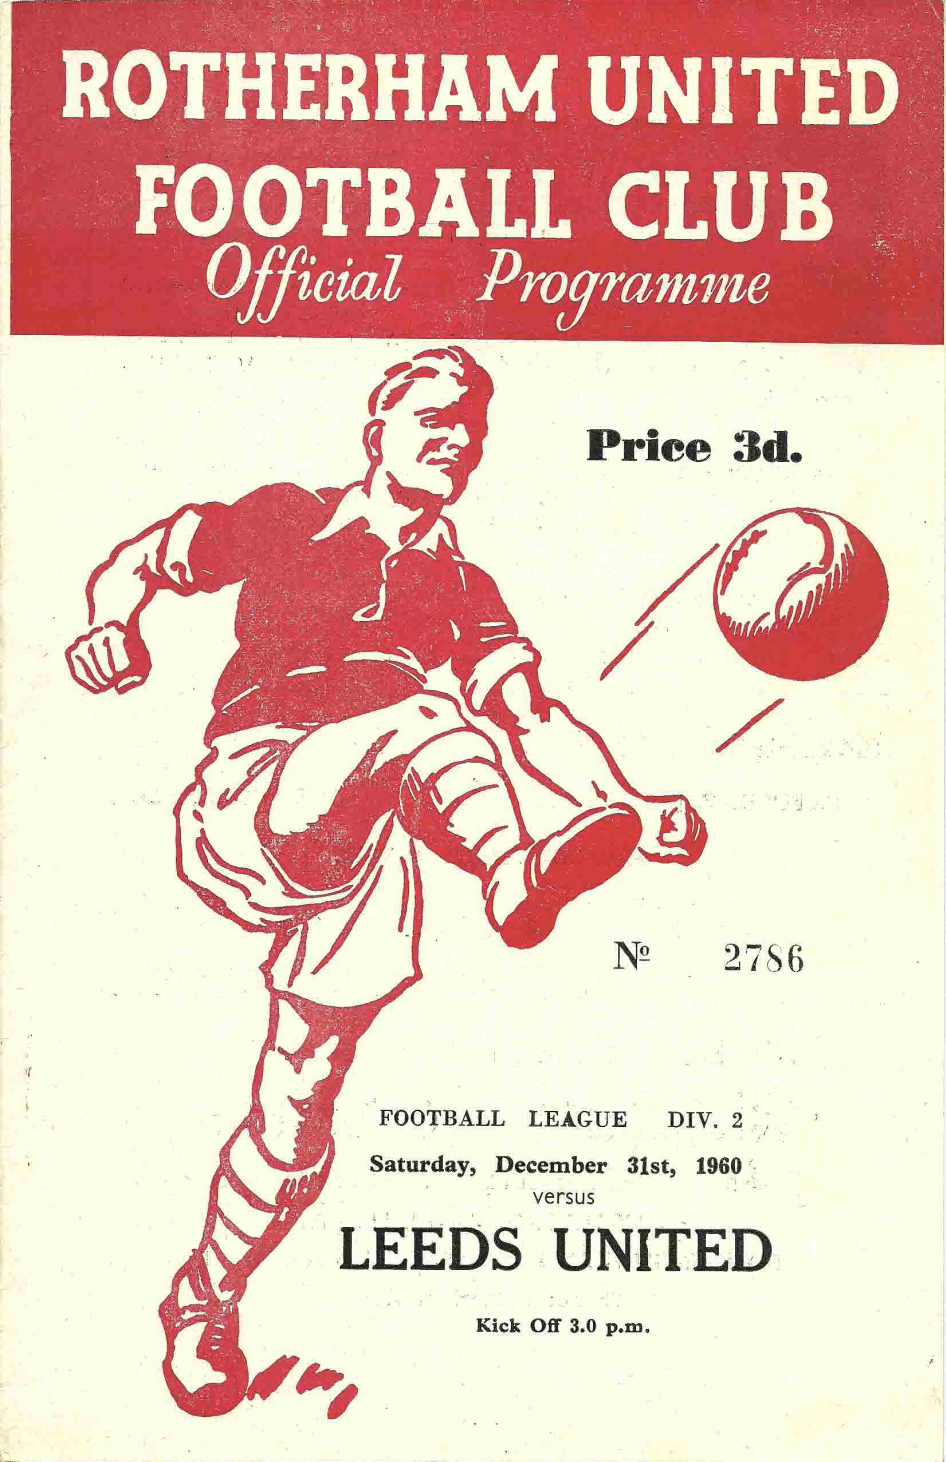 ROTHERHAM UNITED
FOOTBALL CLUB
Official Programme
Price 3d.
Nº 2786
FOOTBALL LEAGUE DIV. 2
Saturday, December 31st, 1960
versus
LEEDS UNITED
Kick Off 3.0 p.m.